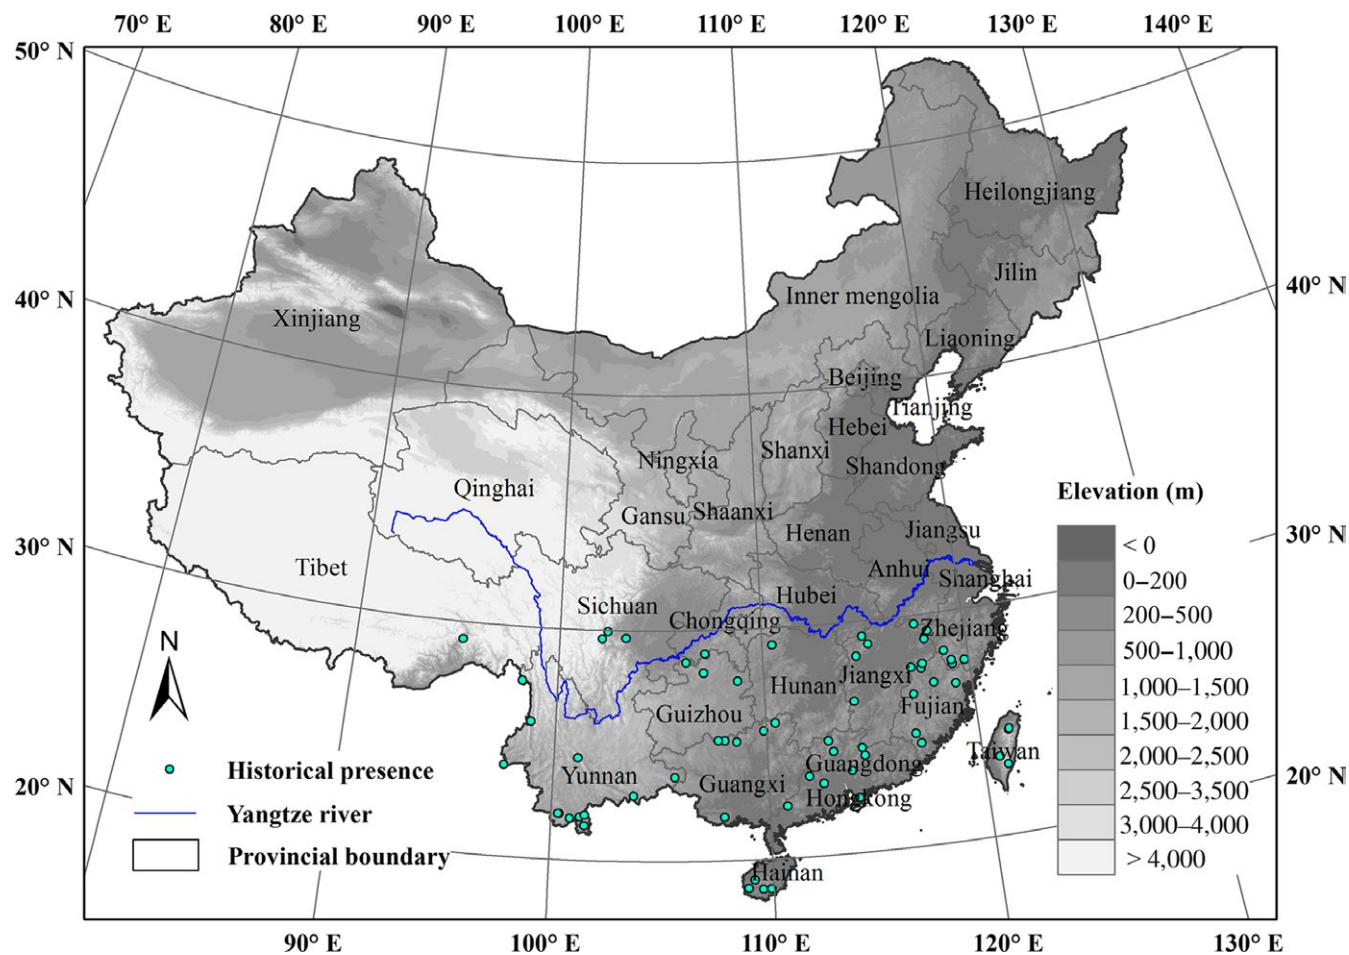 70° E 80° E 90° E 100° E 110° E 120° E 130° E 140° E
50° N
Heilongjiang
Jilin
40° N
40° N
Inner mengolia
Xinjiang
Liaoning
Beijing
Tianjing
Hebei
Shanxi
Ningxia
Shandong
Qinghai
Elevation (m)
Gansu
Shaanxi
Henan
Jiangsu
30° N
30° N
< 0
Tibet
Anhui
Shanghai
0–200
Hubei
Sichuan
200–500
Chongqing
Zhejiang
N
500–1,000
Jiangxi
Hunan
1,000–1,500
Fujian
Guizhou
1,500–2,000
Taiwan
2,000–2,500
Historical presence
Yunnan
Guangxi
Guangdong
20° N
20° N
2,500–3,500
Hongkong
Yangtze river
3,000–4,000
Provincial boundary
> 4,000
Hainan
90° E 100° E 110° E 120° E 130° E